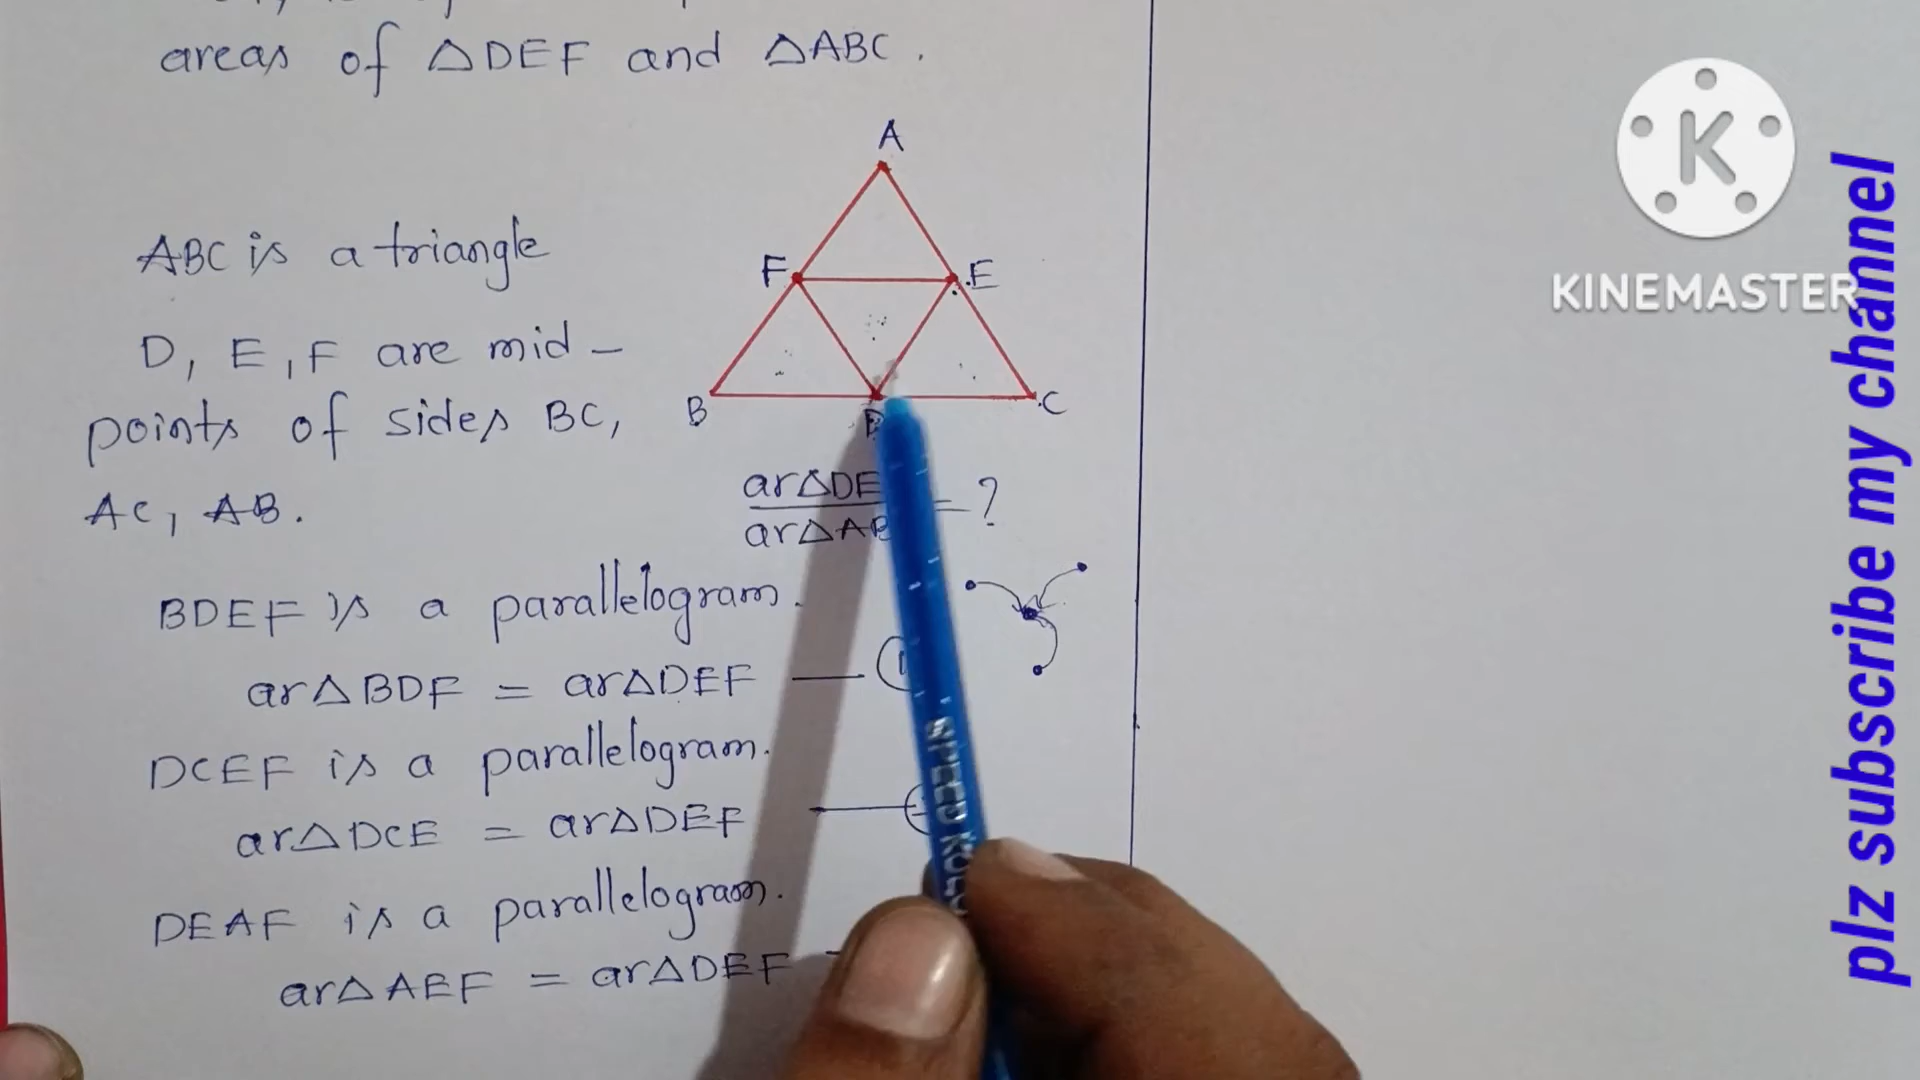 areas of △DEF and △ABC.
A
ABC is a triangle
F
E
D, E, F are mid-
points of sides BC,
B
C
AC, AB.
ar△DE
ar△AB
= ?
BDEF is a parallelogram.
ar△BDF = ar△DEF — 1
DCEF is a parallelogram.
ar△DCE = ar△DEF —
DEAF is a parallelogram.
ar△AEF = ar△DEF -
K
KINEMASTER
plz subscribe my channel
SPEED